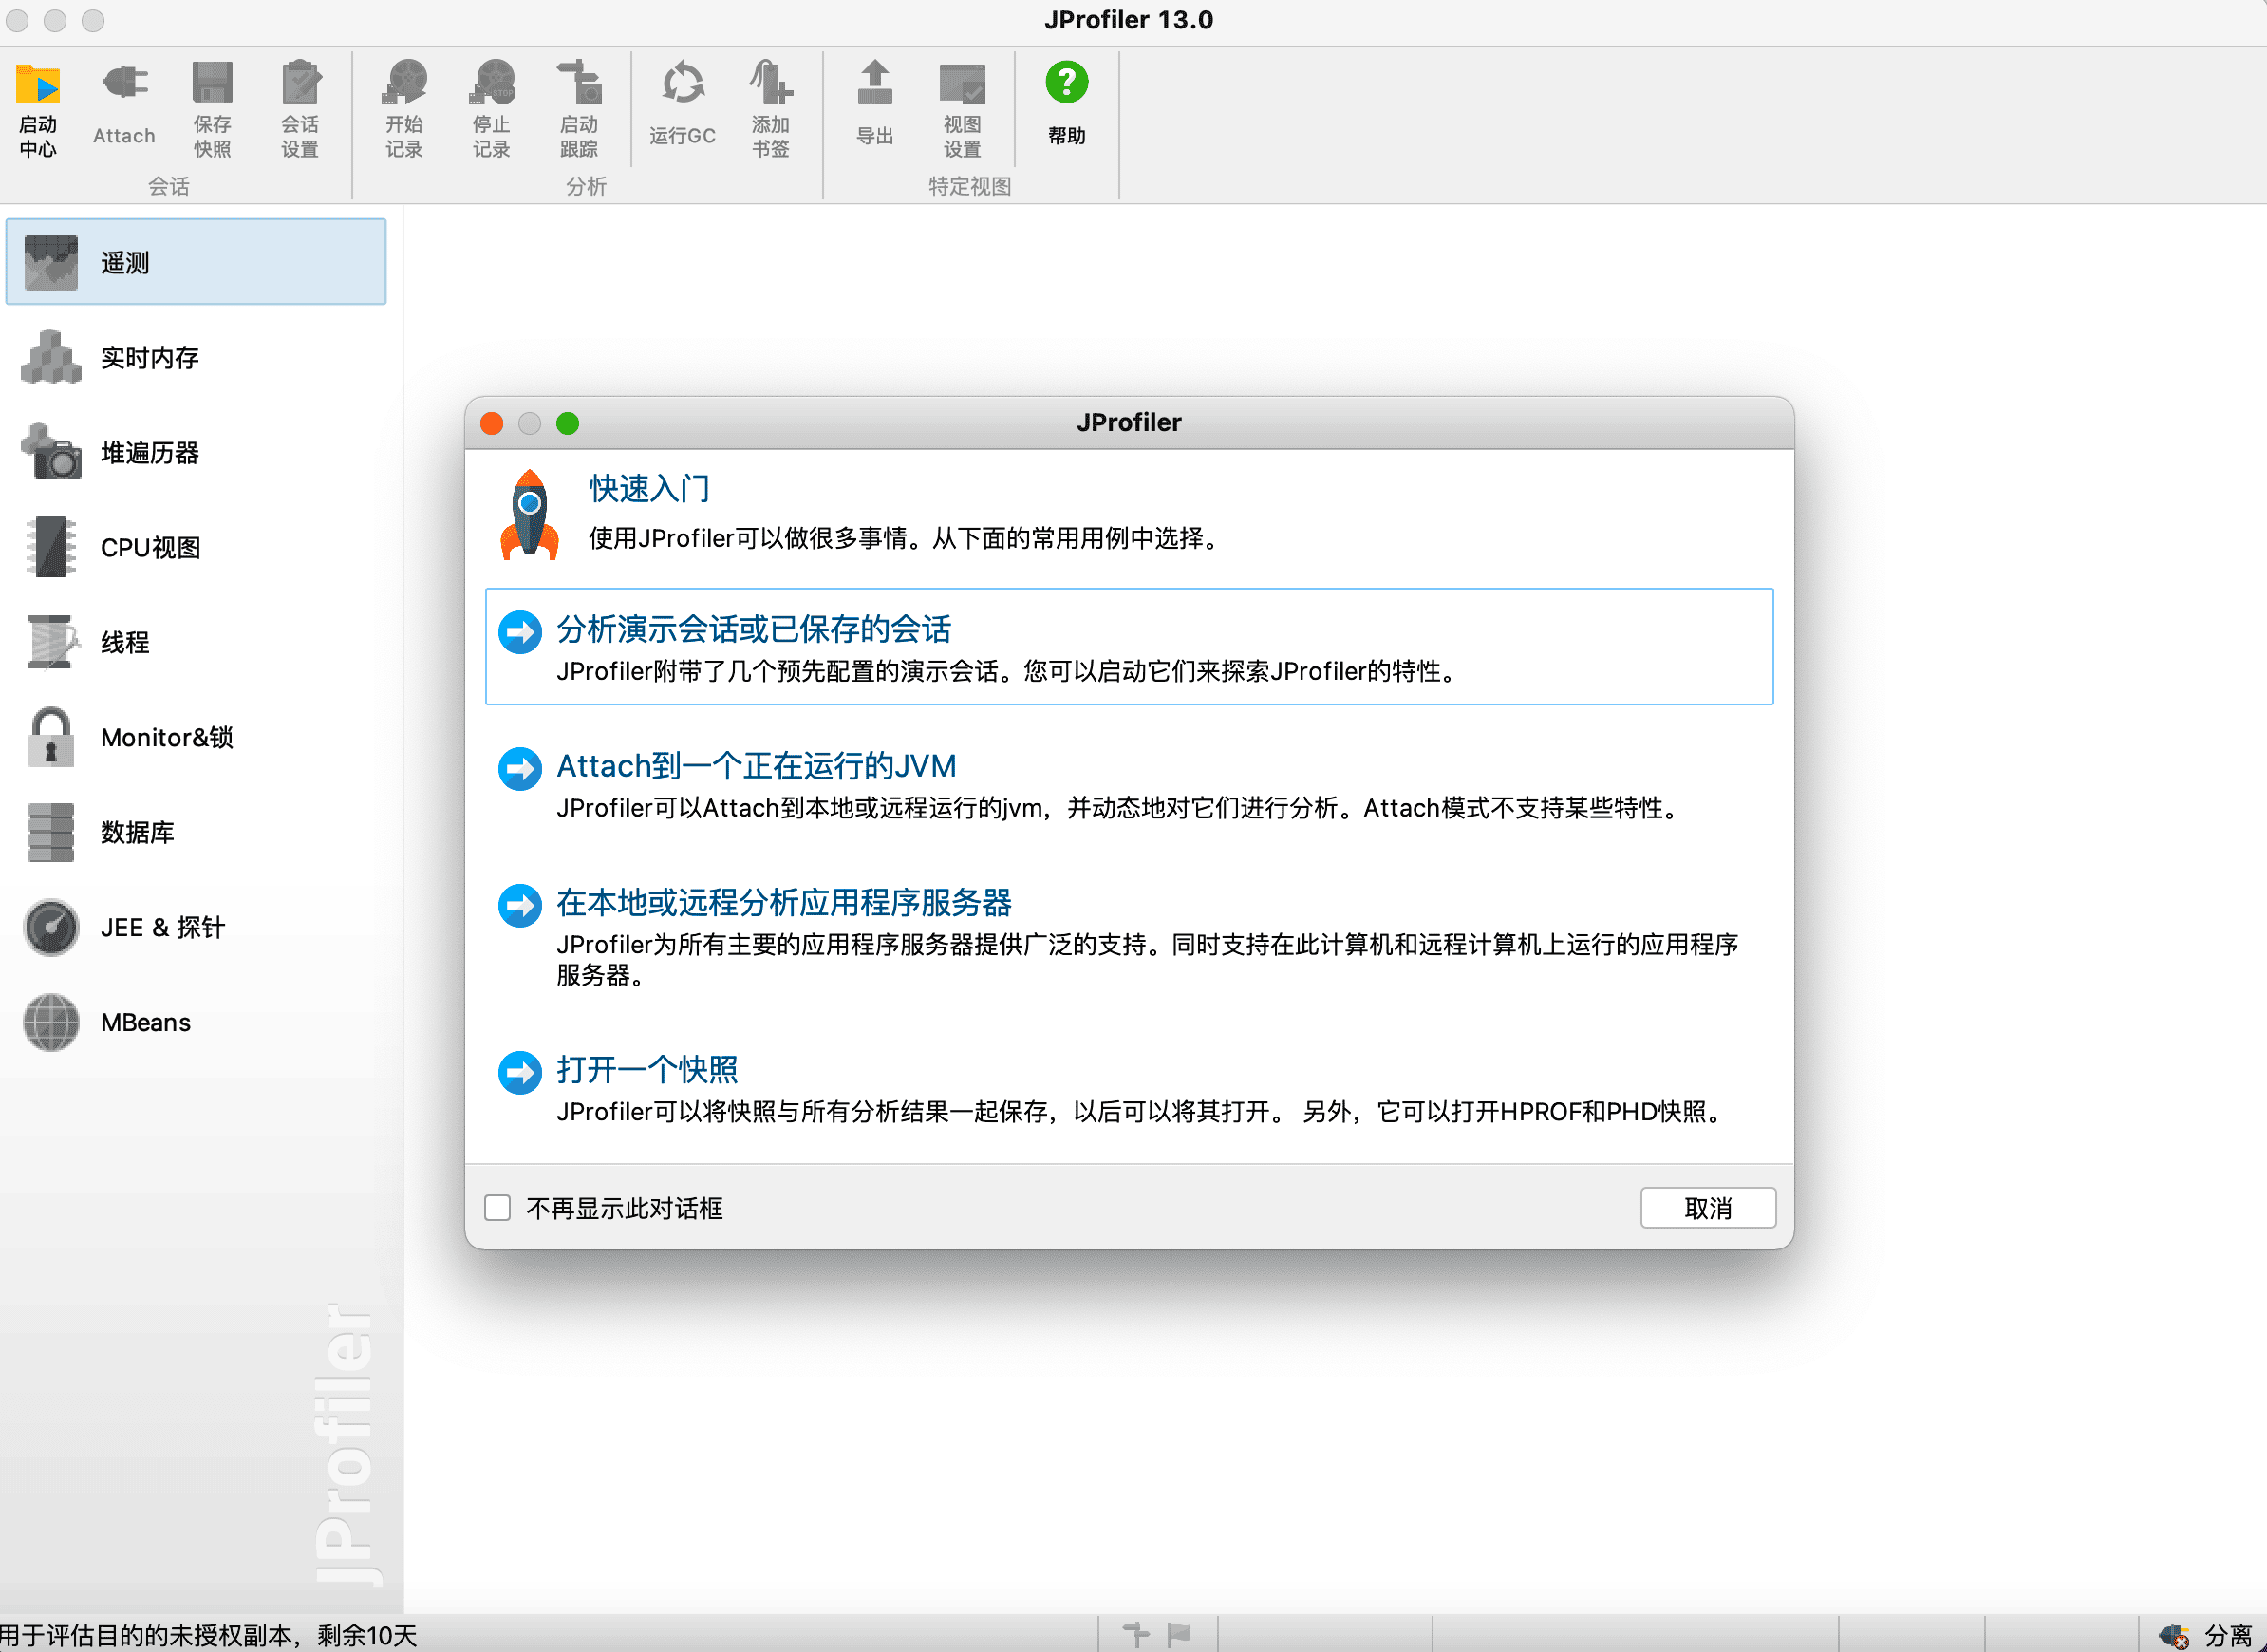 JProfiler 13.0
启动
中心
Attach
保存
快照
会话
设置
开始
记录
停止
记录
启动
跟踪
运行GC
添加
书签
导出
视图
设置
帮助
会话
分析
特定视图
遥测
实时内存
堆遍历器
CPU视图
线程
Monitor&锁
数据库
JEE & 探针
MBeans
JProfiler
JProfiler
快速入门
使用JProfiler可以做很多事情。从下面的常用用例中选择。
分析演示会话或已保存的会话
JProfiler附带了几个预先配置的演示会话。您可以启动它们来探索JProfiler的特性。
Attach到一个正在运行的JVM
JProfiler可以Attach到本地或远程运行的jvm，并动态地对它们进行分析。Attach模式不支持某些特性。
在本地或远程分析应用程序服务器
JProfiler为所有主要的应用程序服务器提供广泛的支持。同时支持在此计算机和远程计算机上运行的应用程序
服务器。
打开一个快照
JProfiler可以将快照与所有分析结果一起保存，以后可以将其打开。 另外，它可以打开HPROF和PHD快照。
不再显示此对话框
取消
用于评估目的的未授权副本，剩余10天
分离